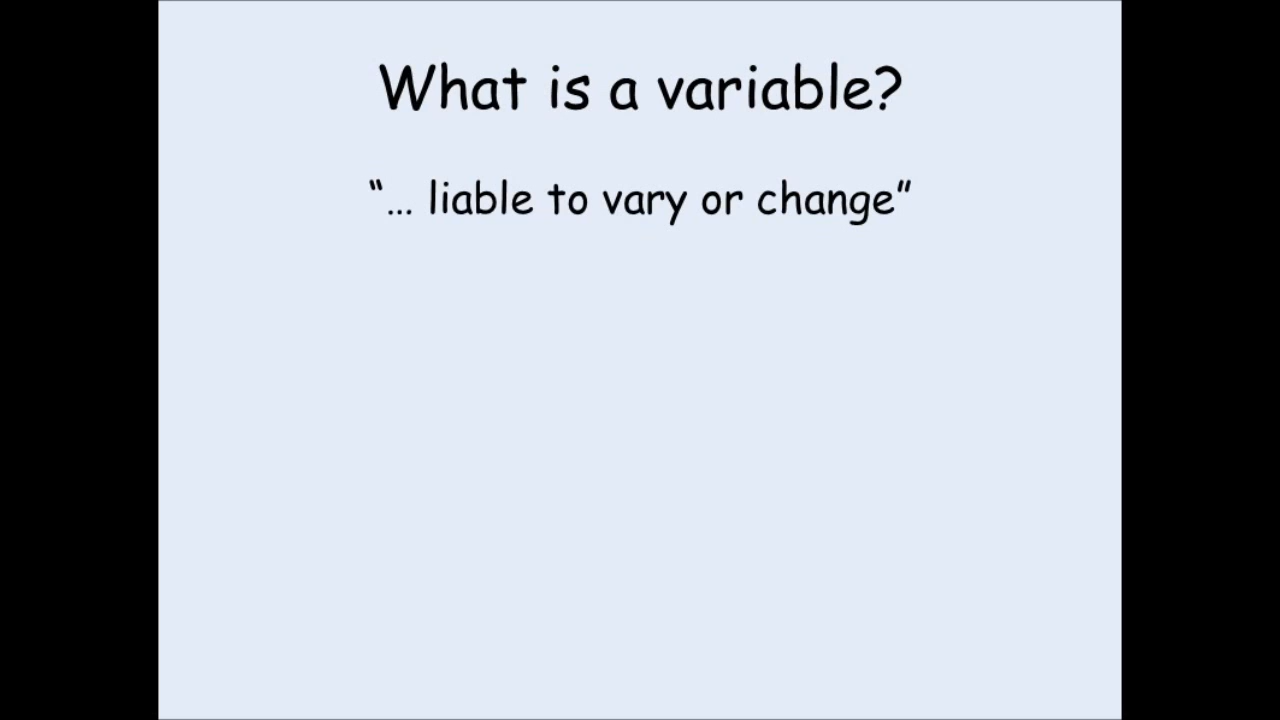 What is a variable?
“… liable to vary or change”